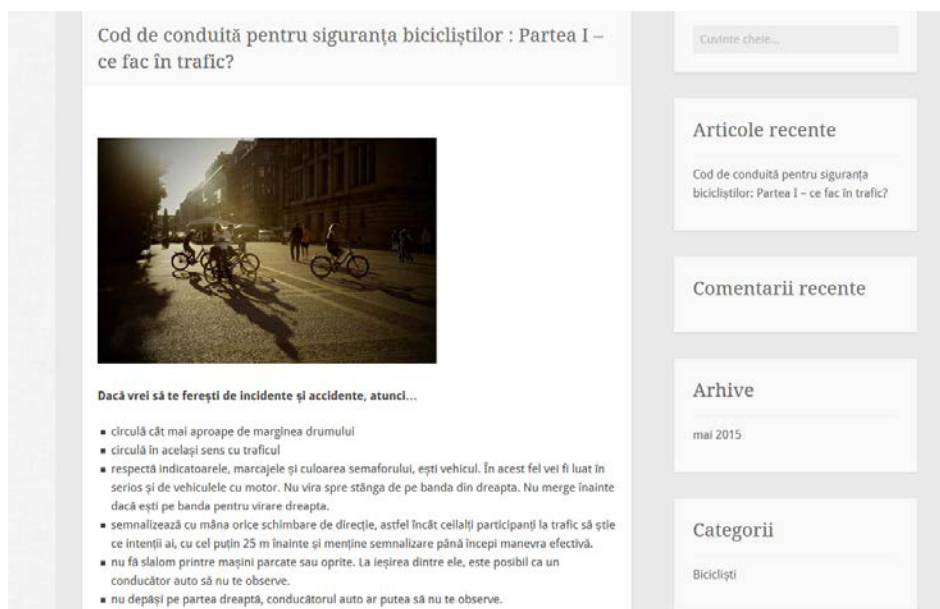 Cod de conduită pentru siguranța bicicliștilor : Partea I –
ce fac în trafic?
Dacă vrei să te ferești de incidente și accidente, atunci…
circulă cât mai aproape de marginea drumului
circulă în același sens cu traficul
respectă indicatoarele, marcajele și culoarea semaforului, ești vehicul. În acest fel vei fi luat în
serios și de vehiculele cu motor. Nu vira spre stânga de pe banda din dreapta. Nu merge înainte
dacă ești pe banda pentru virare dreapta.
semnalizează cu mâna orice schimbare de direcție, astfel încât ceilalți participanți la trafic să știe
ce intenții ai, cu cel puțin 25 m înainte și menține semnalizare până începi manevra efectivă.
nu fă slalom printre mașini parcate sau oprite. La ieșirea dintre ele, este posibil ca un
conducător auto să nu te observe.
nu depăși pe partea dreaptă, conducătorul auto ar putea să nu te observe.
Cuvinte cheie...
Articole recente
Cod de conduită pentru siguranța
bicicliștilor: Partea I – ce fac în trafic?
Comentarii recente
Arhive
mai 2015
Categorii
Bicicliști